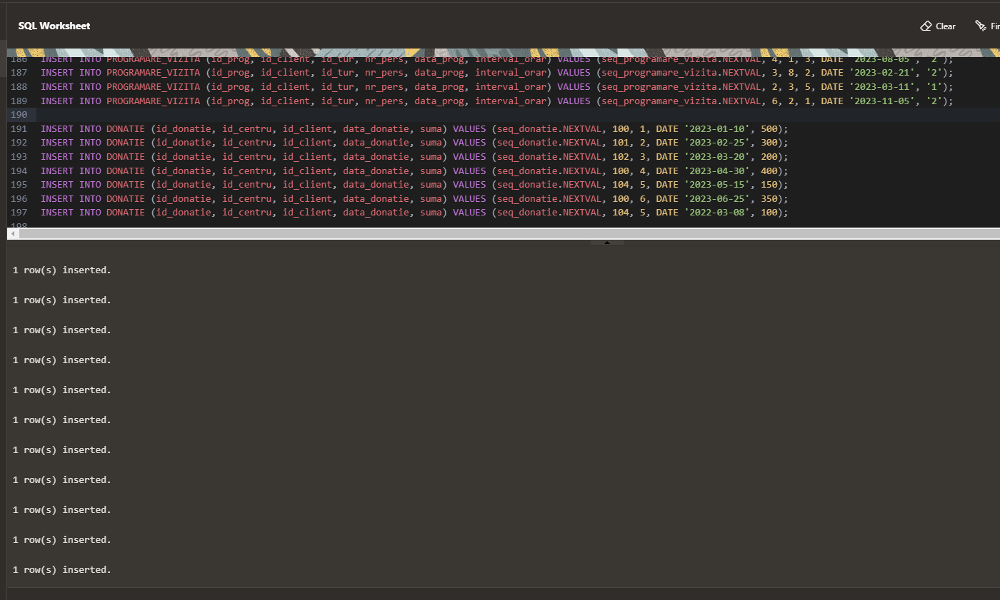 SQL Worksheet
Clear
186 INSERT INTO PROGRAMARE_VIZITA (id_prog, id_client, id_tur, nr_pers, data_prog, interval_orar) VALUES (seq_programare_vizita.NEXTVAL, 4, 1, 3, DATE '2023-08-05', '2');
187 INSERT INTO PROGRAMARE_VIZITA (id_prog, id_client, id_tur, nr_pers, data_prog, interval_orar) VALUES (seq_programare_vizita.NEXTVAL, 3, 8, 2, DATE '2023-02-21', '2');
188 INSERT INTO PROGRAMARE_VIZITA (id_prog, id_client, id_tur, nr_pers, data_prog, interval_orar) VALUES (seq_programare_vizita.NEXTVAL, 2, 3, 5, DATE '2023-03-11', '1');
189 INSERT INTO PROGRAMARE_VIZITA (id_prog, id_client, id_tur, nr_pers, data_prog, interval_orar) VALUES (seq_programare_vizita.NEXTVAL, 6, 2, 1, DATE '2023-11-05', '2');
190
191 INSERT INTO DONATIE (id_donatie, id_centru, id_client, data_donatie, suma) VALUES (seq_donatie.NEXTVAL, 100, 1, DATE '2023-01-10', 500);
192 INSERT INTO DONATIE (id_donatie, id_centru, id_client, data_donatie, suma) VALUES (seq_donatie.NEXTVAL, 101, 2, DATE '2023-02-25', 300);
193 INSERT INTO DONATIE (id_donatie, id_centru, id_client, data_donatie, suma) VALUES (seq_donatie.NEXTVAL, 102, 3, DATE '2023-03-20', 200);
194 INSERT INTO DONATIE (id_donatie, id_centru, id_client, data_donatie, suma) VALUES (seq_donatie.NEXTVAL, 100, 4, DATE '2023-04-30', 400);
195 INSERT INTO DONATIE (id_donatie, id_centru, id_client, data_donatie, suma) VALUES (seq_donatie.NEXTVAL, 104, 5, DATE '2023-05-15', 150);
196 INSERT INTO DONATIE (id_donatie, id_centru, id_client, data_donatie, suma) VALUES (seq_donatie.NEXTVAL, 100, 6, DATE '2023-06-25', 350);
197 INSERT INTO DONATIE (id_donatie, id_centru, id_client, data_donatie, suma) VALUES (seq_donatie.NEXTVAL, 104, 5, DATE '2022-03-08', 100);
198
1 row(s) inserted.
1 row(s) inserted.
1 row(s) inserted.
1 row(s) inserted.
1 row(s) inserted.
1 row(s) inserted.
1 row(s) inserted.
1 row(s) inserted.
1 row(s) inserted.
1 row(s) inserted.
1 row(s) inserted.